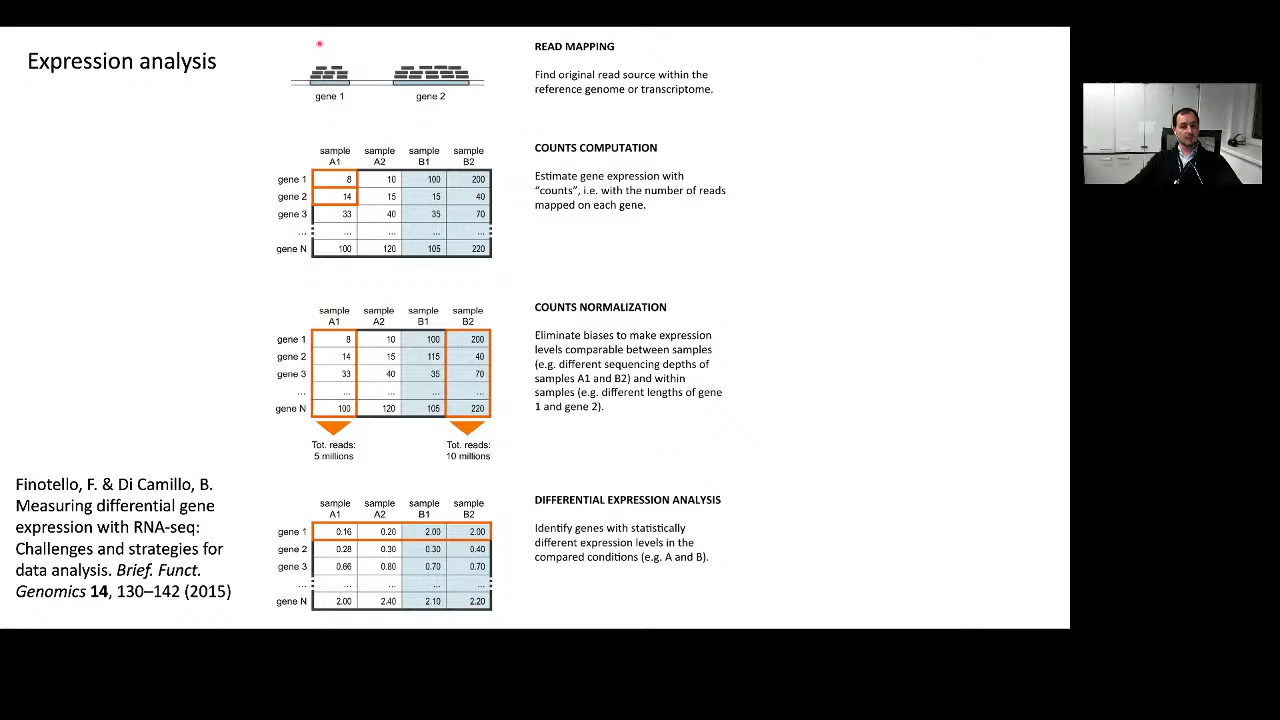 Expression analysis
gene 1 gene 2
READ MAPPING
Find original read source within the
reference genome or transcriptome.
sample sample sample sample
A1 A2 B1 B2
gene 1 8 10 100 200
gene 2 14 15 15 40
gene 3 33 40 35 70
... ... ... ... ...
gene N 100 120 105 220
COUNTS COMPUTATION
Estimate gene expression with
“counts”, i.e. with the number of reads
mapped on each gene.
sample sample sample sample
A1 A2 B1 B2
gene 1 8 10 100 200
gene 2 14 15 115 40
gene 3 33 40 35 70
... ... ... ... ...
gene N 100 120 105 220
Tot. reads: Tot. reads:
5 millions 10 millions
COUNTS NORMALIZATION
Eliminate biases to make expression
levels comparable between samples
(e.g. different sequencing depths of
samples A1 and B2) and within
samples (e.g. different lengths of gene
1 and gene 2).
sample sample sample sample
A1 A2 B1 B2
gene 1 0.16 0.20 2.00 2.00
gene 2 0.28 0.30 0.30 0.40
gene 3 0.66 0.80 0.70 0.70
... ... ... ... ...
gene N 2.00 2.40 2.10 2.20
DIFFERENTIAL EXPRESSION ANALYSIS
Identify genes with statistically
different expression levels in the
compared conditions (e.g. A and B).
Finotello, F. & Di Camillo, B.
Measuring differential gene
expression with RNA-seq:
Challenges and strategies for
data analysis. Brief. Funct.
Genomics 14, 130–142 (2015)